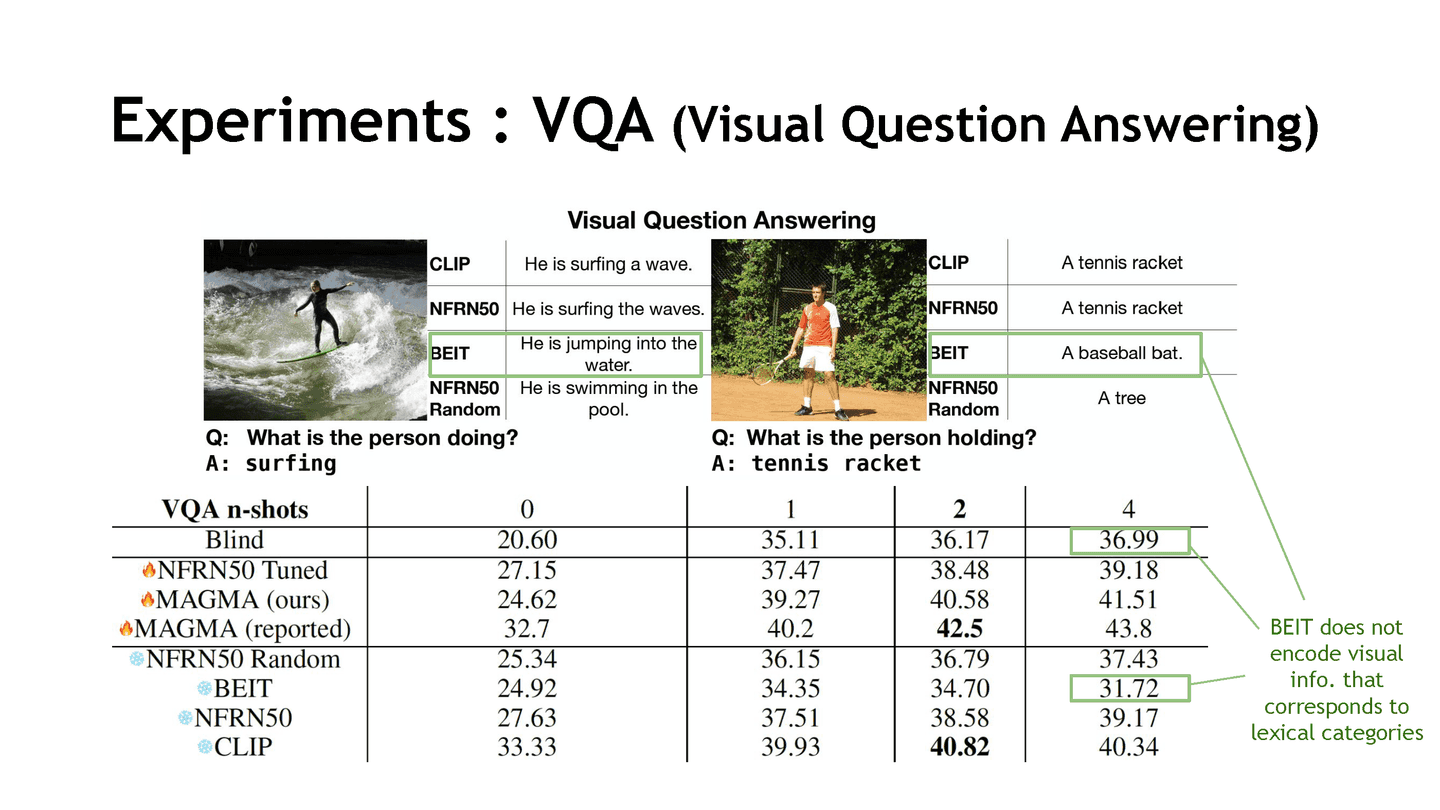 Experiments : VQA (Visual Question Answering)
Visual Question Answering
CLIP He is surfing a wave.
NFRN50 He is surfing the waves.
BEIT He is jumping into the
water.
NFRN50
Random He is swimming in the
pool.
Q: What is the person doing?
A: surfing
CLIP A tennis racket
NFRN50 A tennis racket
BEIT A baseball bat.
NFRN50
Random A tree
Q: What is the person holding?
A: tennis racket
VQA n-shots 0 1 2 4
Blind 20.60 35.11 36.17 36.99
NFRN50 Tuned 27.15 37.47 38.48 39.18
MAGMA (ours) 24.62 39.27 40.58 41.51
MAGMA (reported) 32.7 40.2 42.5 43.8
NFRN50 Random 25.34 36.15 36.79 37.43
BEIT 24.92 34.35 34.70 31.72
NFRN50 27.63 37.51 38.58 39.17
CLIP 33.33 39.93 40.82 40.34
BEIT does not
encode visual
info. that
corresponds to
lexical categories